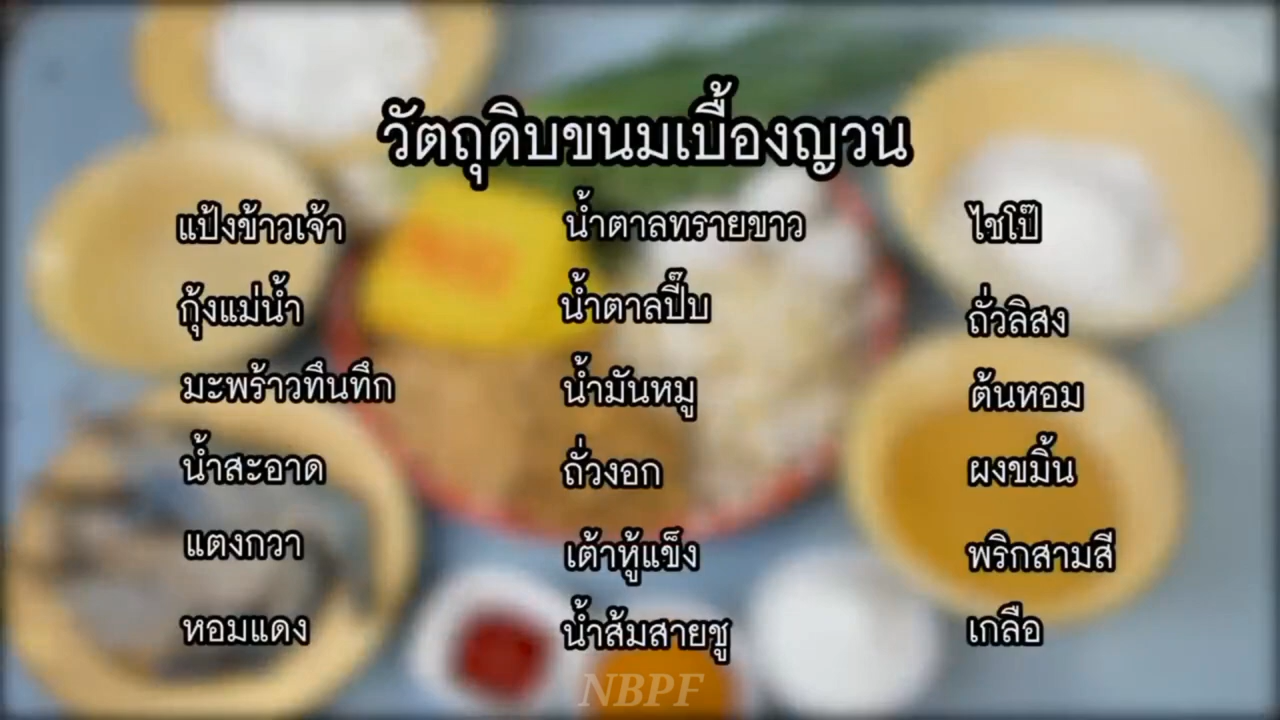 วัตถุดิบขนมเบื้องญวน
แป้งข้าวเจ้า
กุ้งแม่น้ำ
มะพร้าวทึนทึก
น้ำสะอาด
แตงกวา
หอมแดง
น้ำตาลทรายขาว
น้ำตาลปี๊บ
น้ำมันหมู
ถั่วงอก
เต้าหู้แข็ง
น้ำส้มสายชู
ไชโป๊
ถั่วลิสง
ต้นหอม
ผงขมิ้น
พริกสามสี
เกลือ
NBPF